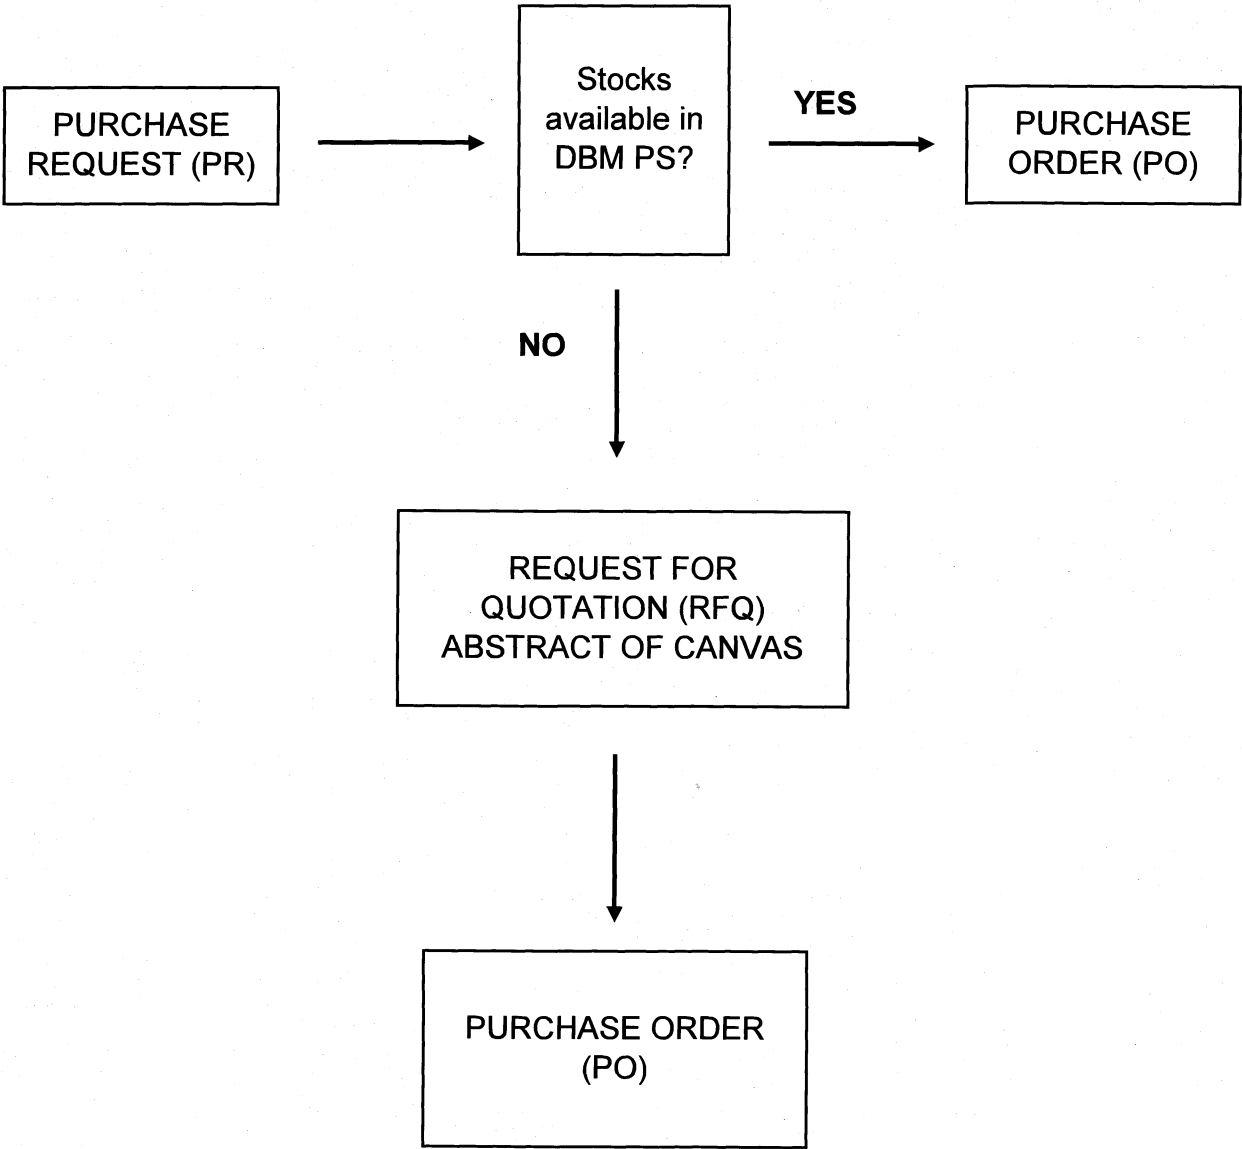 PURCHASE
REQUEST (PR)
Stocks
available in
DBM PS?
YES
PURCHASE
ORDER (PO)
NO
REQUEST FOR
QUOTATION (RFQ)
ABSTRACT OF CANVAS
PURCHASE ORDER
(PO)